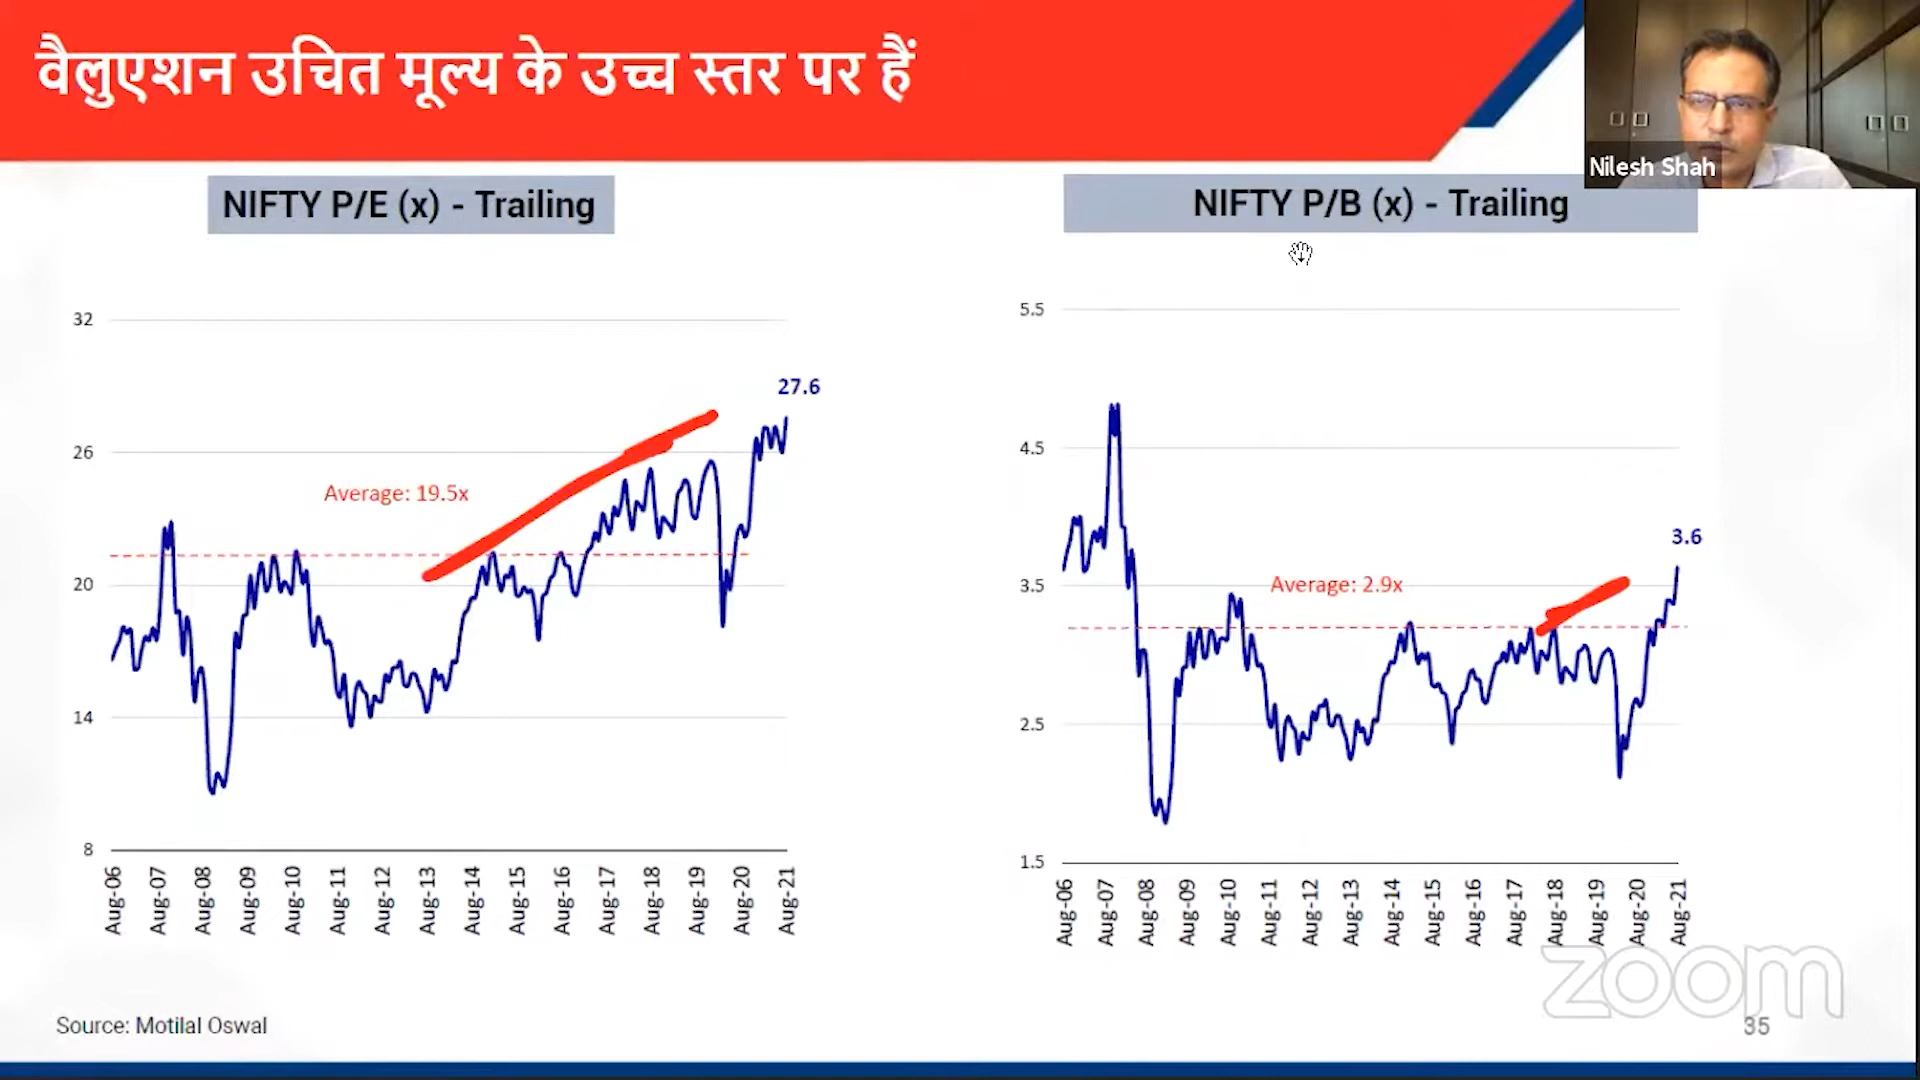 वैलुएशन उचित मूल्य के उच्च स्तर पर हैं
Nilesh Shah
NIFTY P/E (x) - Trailing
32
27.6
26
Average: 19.5x
20
14
8
Aug-06
Aug-07
Aug-08
Aug-09
Aug-10
Aug-11
Aug-12
Aug-13
Aug-14
Aug-15
Aug-16
Aug-17
Aug-18
Aug-19
Aug-20
Aug-21
NIFTY P/B (x) - Trailing
5.5
4.5
3.6
3.5
Average: 2.9x
2.5
1.5
Aug-06
Aug-07
Aug-08
Aug-09
Aug-10
Aug-11
Aug-12
Aug-13
Aug-14
Aug-15
Aug-16
Aug-17
Aug-18
Aug-19
Aug-20
Aug-21
zoom
Source: Motilal Oswal
35